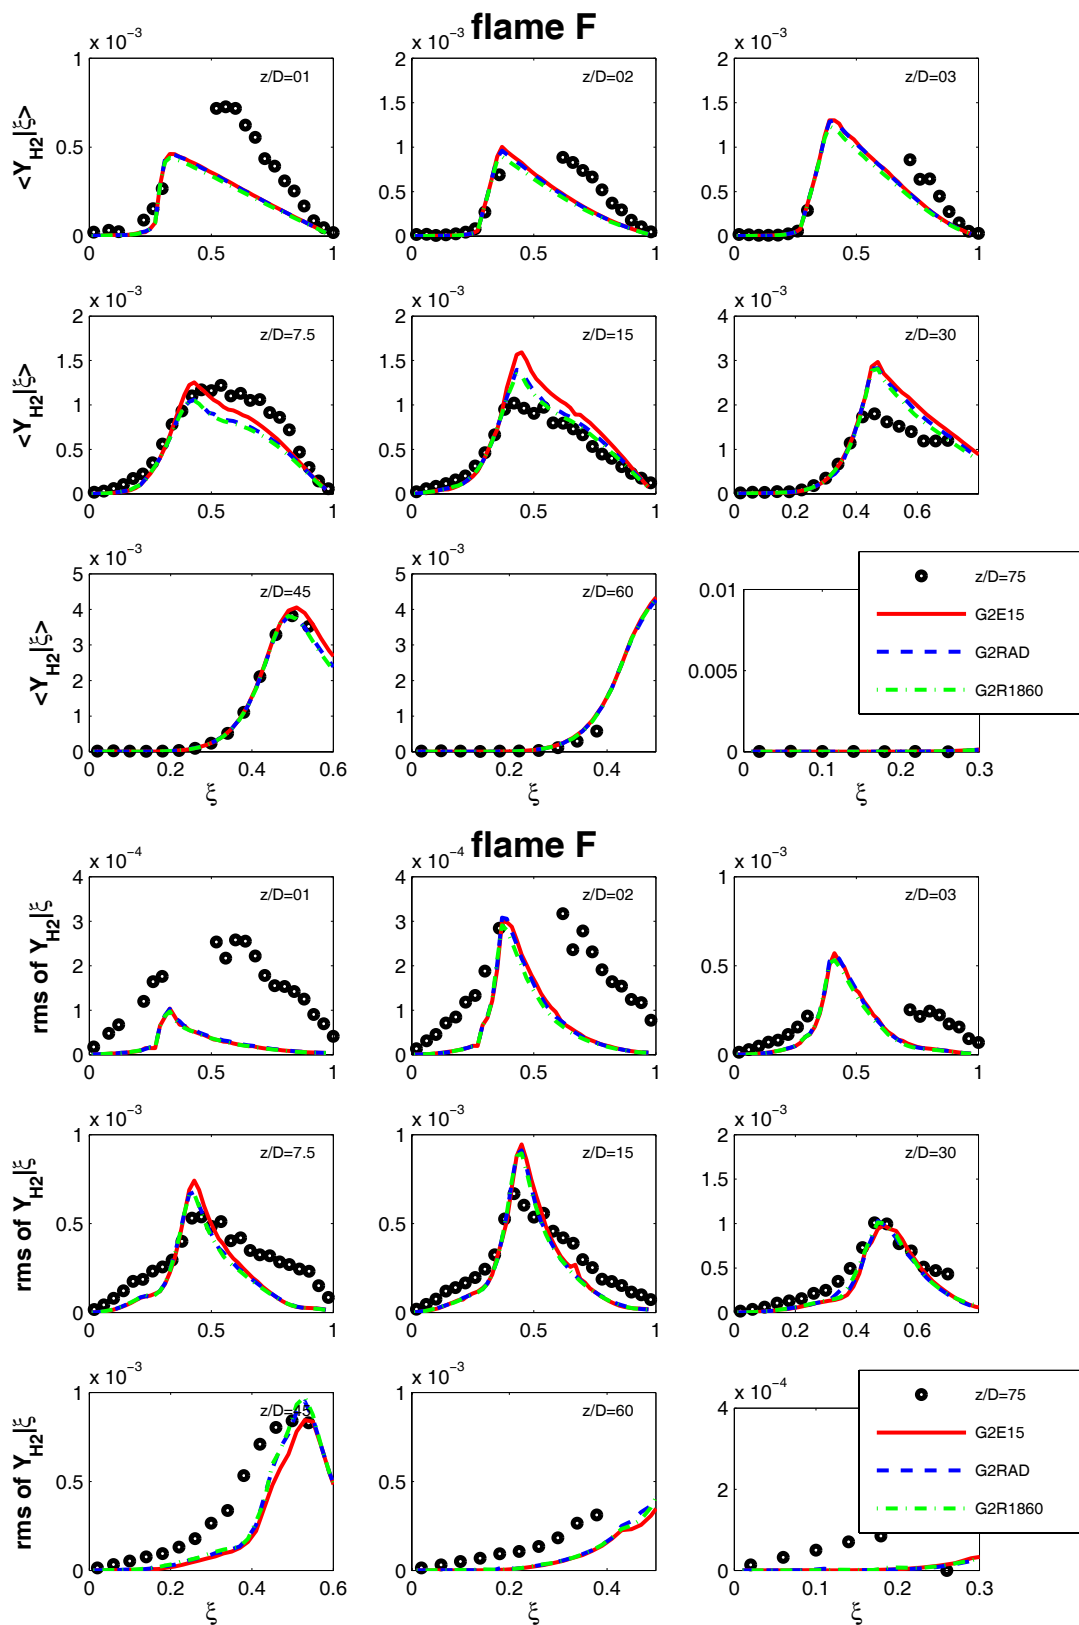 flame F
x 10⁻³ x 10⁻³ x 10⁻³
<Y_H2|ξ>
z/D=01 z/D=02 z/D=03
1 0.5 0
2 1.5 1 0.5 0
2 1.5 1 0.5 0
0 0.5 1 0 0.5 1 0 0.5 1
x 10⁻³ x 10⁻³ x 10⁻³
<Y_H2|ξ>
z/D=7.5 z/D=15 z/D=30
2 1.5 1 0.5 0
2 1.5 1 0.5 0
4 3 2 1 0
0 0.5 1 0 0.5 1 0 0.2 0.4 0.6
x 10⁻³ x 10⁻³
<Y_H2|ξ>
z/D=45 z/D=60 z/D=75
G2E15
G2RAD
G2R1860
5 4 3 2 1 0
5 4 3 2 1 0
0.01 0.005 0
0 0.2 0.4 0.6 0 0.2 0.4 0 0.1 0.2 0.3
ξ ξ ξ
flame F
x 10⁻⁴ x 10⁻⁴ x 10⁻³
rms of Y_H2|ξ
z/D=01 z/D=02 z/D=03
4 3 2 1 0
4 3 2 1 0
1 0.5 0
0 0.5 1 0 0.5 1 0 0.5 1
x 10⁻³ x 10⁻³ x 10⁻³
rms of Y_H2|ξ
z/D=7.5 z/D=15 z/D=30
1 0.5 0
1 0.5 0
2 1.5 1 0.5 0
0 0.5 1 0 0.5 1 0 0.2 0.4 0.6
x 10⁻³ x 10⁻³ x 10⁻⁴
rms of Y_H2|ξ
z/D=45 z/D=60 z/D=75
G2E15
G2RAD
G2R1860
1 0.5 0
1 0.5 0
4 2 0
0 0.2 0.4 0.6 0 0.2 0.4 0 0.1 0.2 0.3
ξ ξ ξ